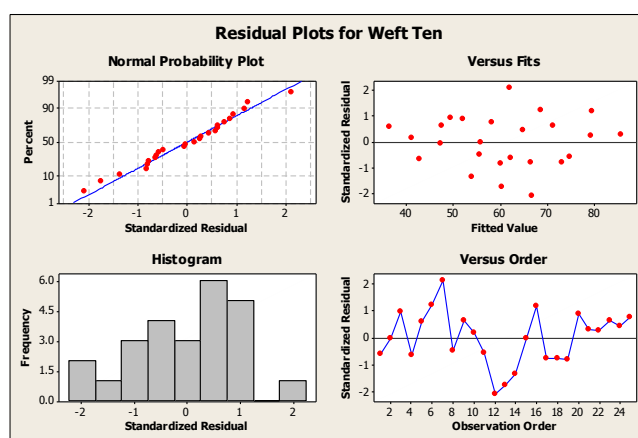 Residual Plots for Weft Ten
Normal Probability Plot
99
90
50
10
1
Percent
-2 -1 0 1 2
Standardized Residual
Versus Fits
2
1
0
-1
-2
Standardized Residual
40 50 60 70 80
Fitted Value
Histogram
6.0
4.5
3.0
1.5
0.0
Frequency
-2 -1 0 1 2
Standardized Residual
Versus Order
2
1
0
-1
-2
Standardized Residual
2 4 6 8 10 12 14 16 18 20 22 24
Observation Order